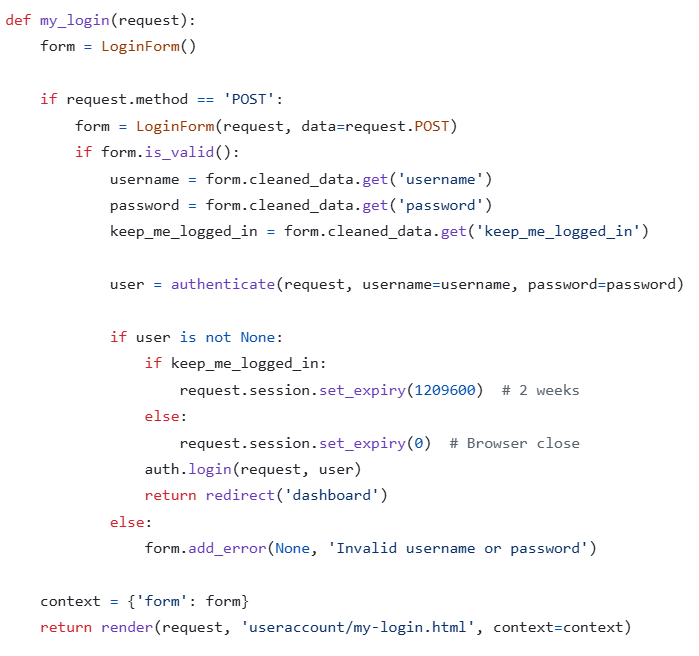 def my_login(request):
    form = LoginForm()

    if request.method == 'POST':
        form = LoginForm(request, data=request.POST)
        if form.is_valid():
            username = form.cleaned_data.get('username')
            password = form.cleaned_data.get('password')
            keep_me_logged_in = form.cleaned_data.get('keep_me_logged_in')

            user = authenticate(request, username=username, password=password)

            if user is not None:
                if keep_me_logged_in:
                    request.session.set_expiry(1209600)  # 2 weeks
                else:
                    request.session.set_expiry(0)  # Browser close
                auth.login(request, user)
                return redirect('dashboard')
            else:
                form.add_error(None, 'Invalid username or password')

    context = {'form': form}
    return render(request, 'useraccount/my-login.html', context=context)